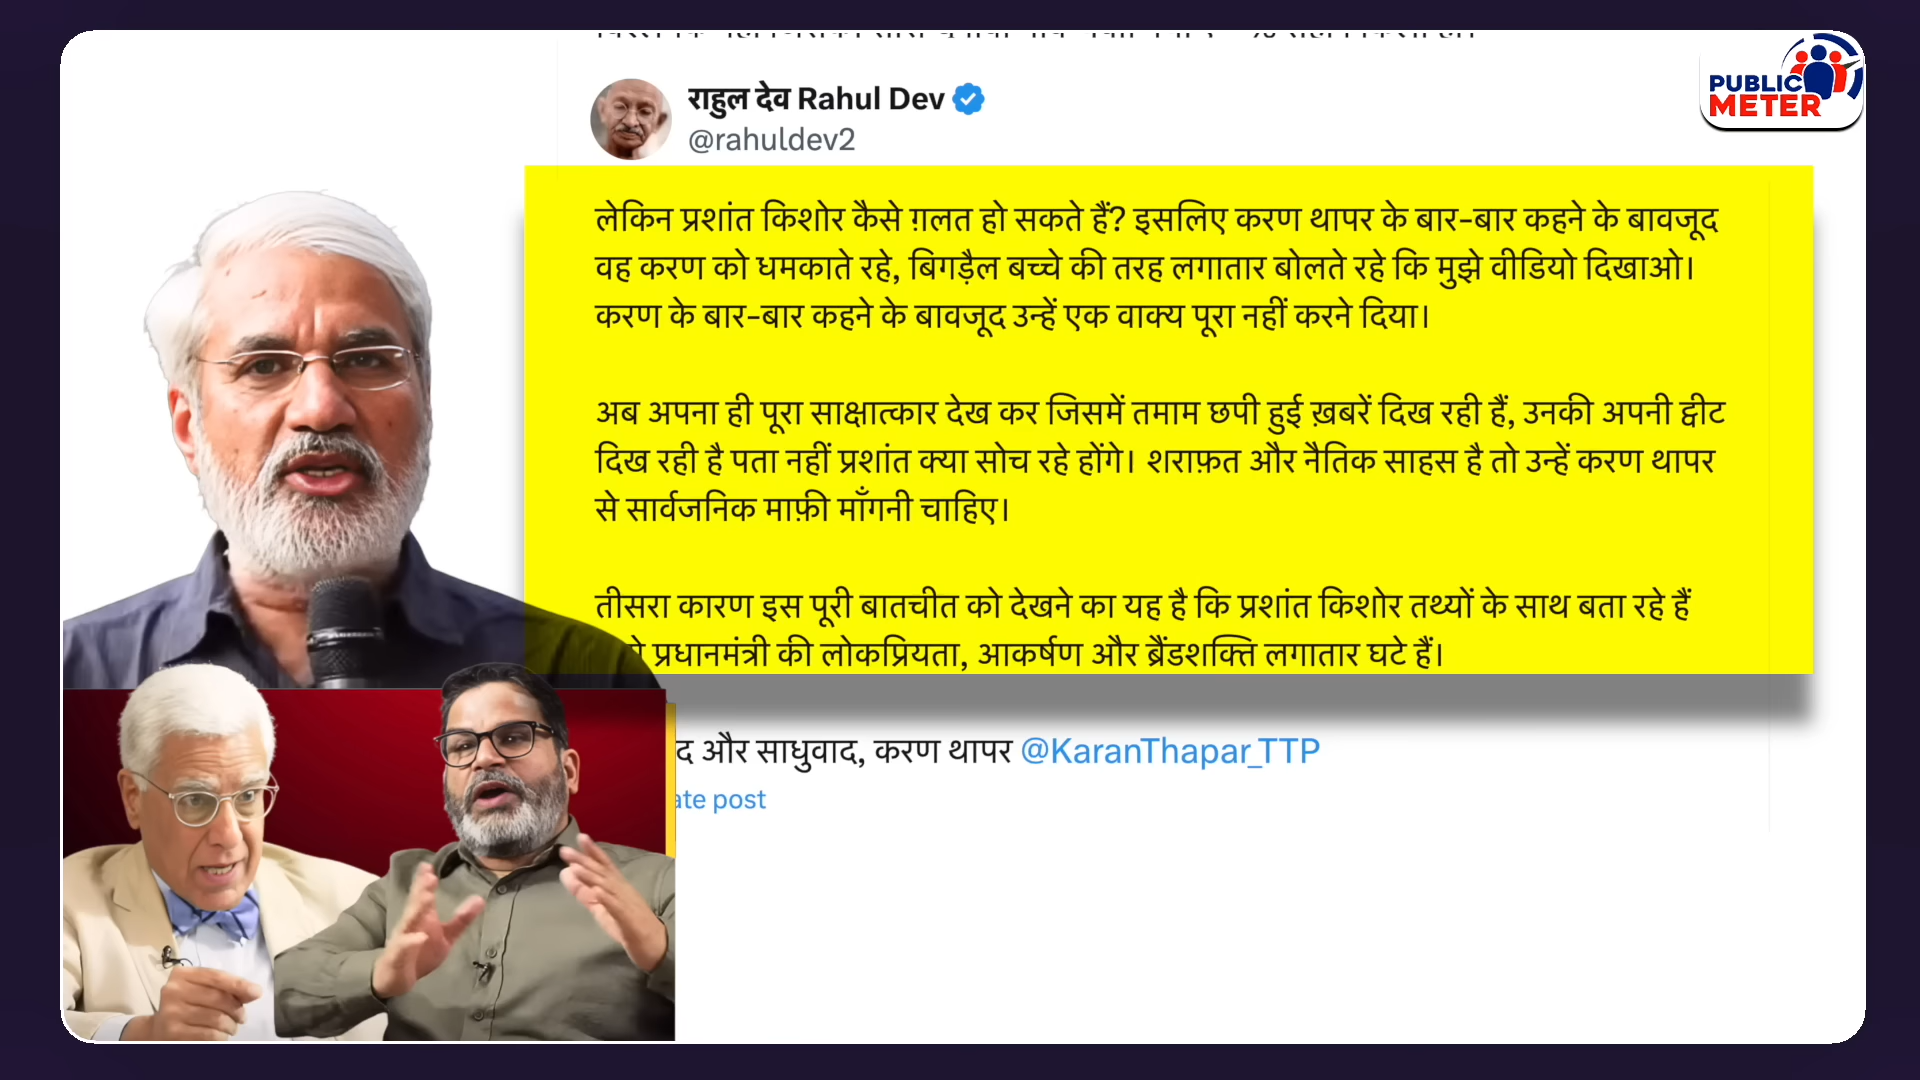 राहुल देव Rahul Dev
@rahuldev2
PUBLIC
METER
लेकिन प्रशांत किशोर कैसे ग़लत हो सकते हैं? इसलिए करण थापर के बार-बार कहने के बावजूद
वह करण को धमकाते रहे, बिगड़ैल बच्चे की तरह लगातार बोलते रहे कि मुझे वीडियो दिखाओ।
करण के बार-बार कहने के बावजूद उन्हें एक वाक्य पूरा नहीं करने दिया।
अब अपना ही पूरा साक्षात्कार देख कर जिसमें तमाम छपी हुई ख़बरें दिख रही हैं, उनकी अपनी ट्वीट
दिख रही है पता नहीं प्रशांत क्या सोच रहे होंगे। शराफ़त और नैतिक साहस है तो उन्हें करण थापर
से सार्वजनिक माफ़ी माँगनी चाहिए।
तीसरा कारण इस पूरी बातचीत को देखने का यह है कि प्रशांत किशोर तथ्यों के साथ बता रहे हैं
प्रधानमंत्री की लोकप्रियता, आकर्षण और ब्रैंडशक्ति लगातार घटे हैं।
और साधुवाद, करण थापर @KaranThapar_TTP
post